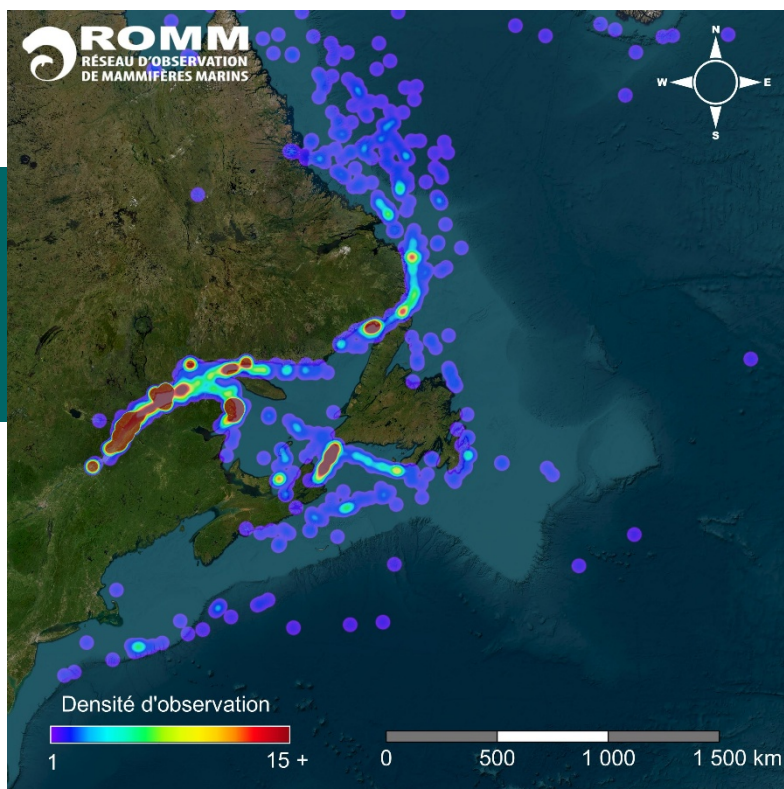 ROMM
RÉSEAU D'OBSERVATION
DE MAMMIFÈRES MARINS
N
W
E
S
Densité d'observation
1
15 +
0
500
1 000
1 500 km